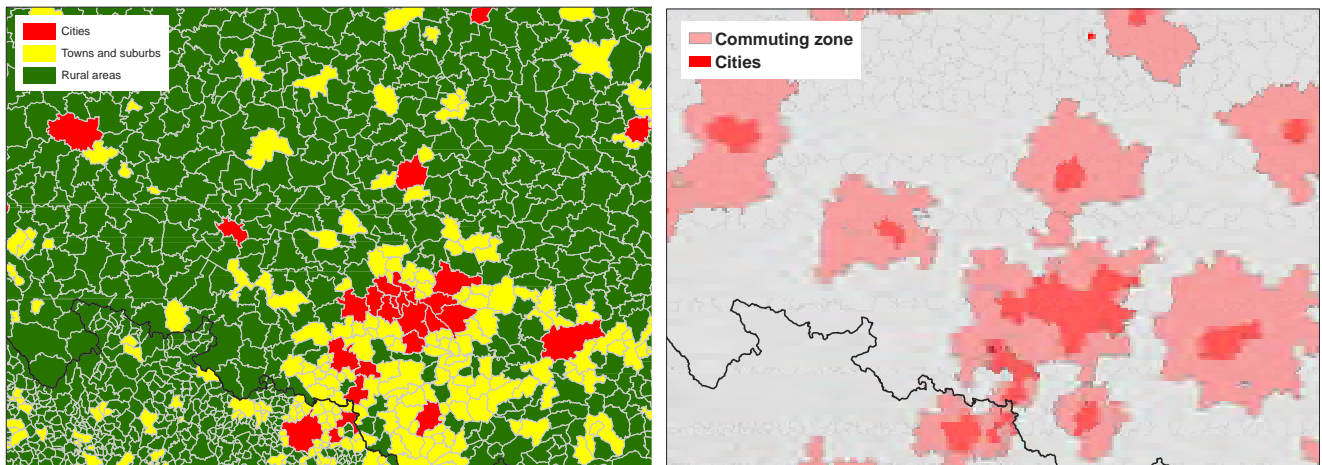 Cities
Towns and suburbs
Rural areas
Commuting zone
Cities